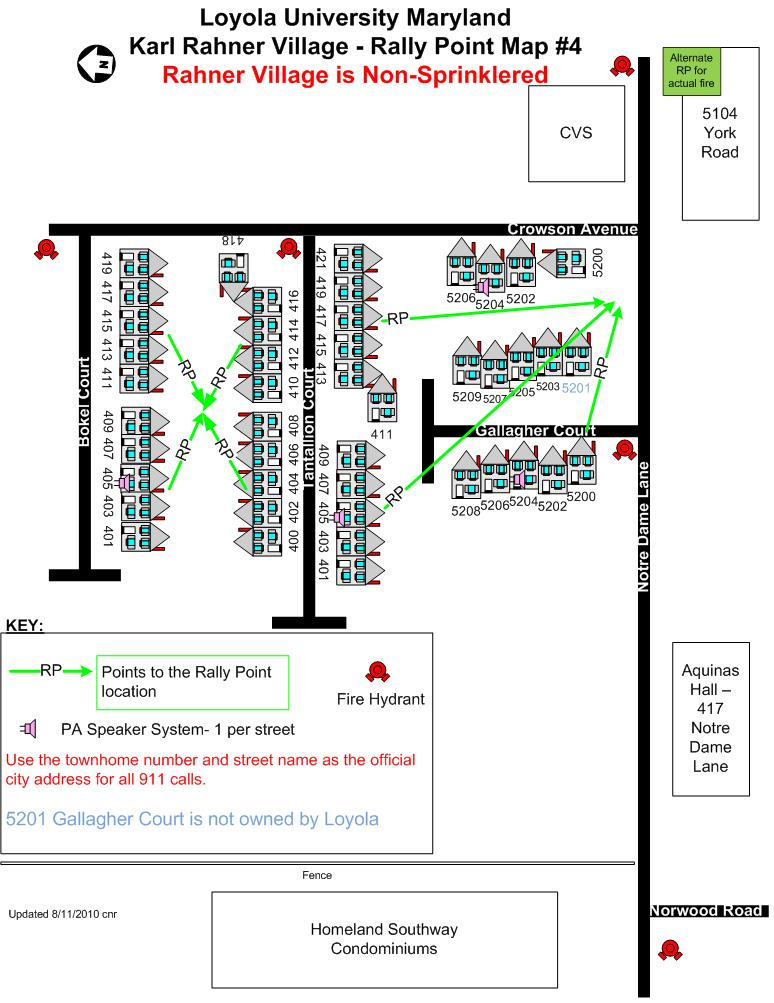 Loyola University Maryland
Karl Rahner Village - Rally Point Map #4
Rahner Village is Non-Sprinklered
N
Alternate
RP for
actual fire
5104
York
Road
CVS
Crowson Avenue
418
419
417
415
413
411
409
407
405
403
401
Bokel Court
RP
RP
RP
RP
416
414
412
410
408
406
404
402
400
421
419
417
415
413
411
409
407
405
403
401
RP
RP
RP
5206
5204
5202
5200
5209
5207
5205
5203
5201
Gallagher Court
5208
5206
5204
5202
5200
Notre Dame Lane
KEY:
RP
Points to the Rally Point
location
Fire Hydrant
PA Speaker System- 1 per street
Use the townhome number and street name as the official
city address for all 911 calls.
5201 Gallagher Court is not owned by Loyola
Aquinas
Hall –
417
Notre
Dame
Lane
Fence
Updated 8/11/2010 cnr
Homeland Southway
Condominiums
Norwood Road